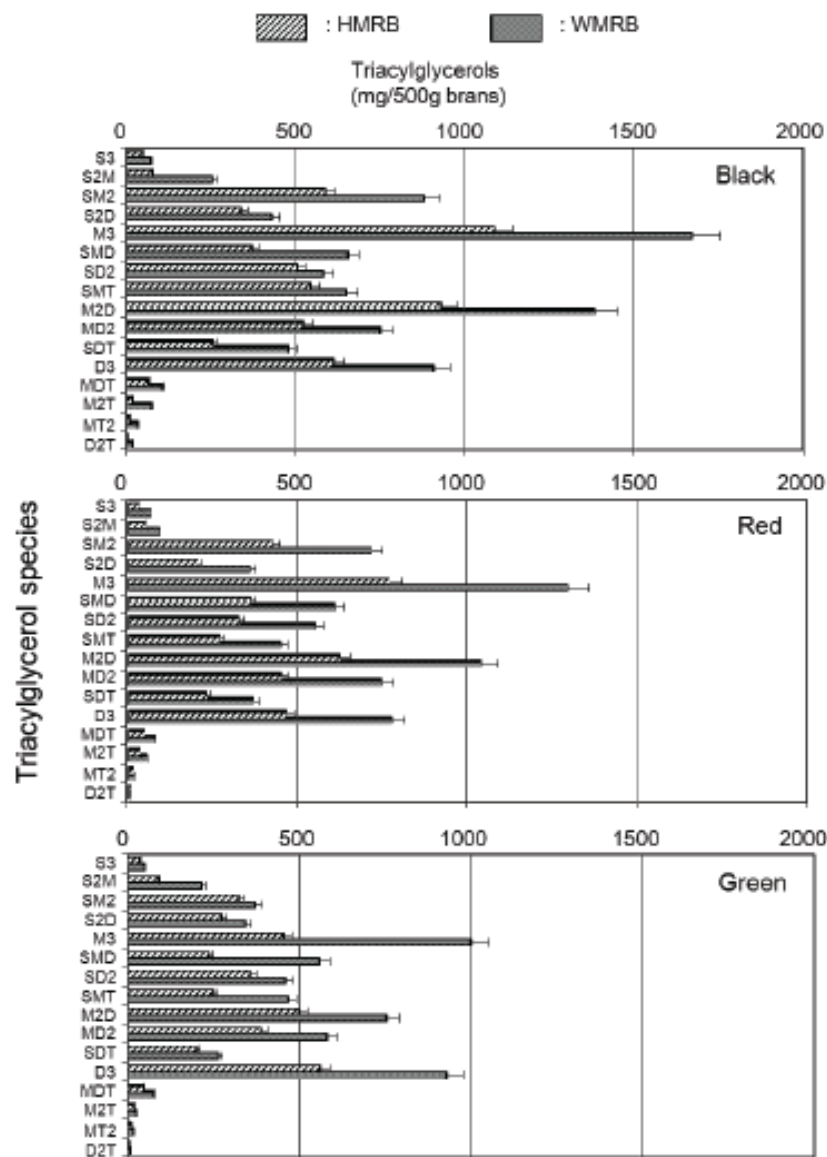 : HMRB : WMRB
Triacylglycerols
(mg/500g brans)
0 500 1000 1500 2000
Black
S3
S2M
SM2
S2D
M3
SMD
SD2
SMT
M2D
MD2
SDT
D3
MDT
M2T
MT2
D2T
0 500 1000 1500 2000
Red
S3
S2M
SM2
S2D
M3
SMD
SD2
SMT
M2D
MD2
SDT
D3
MDT
M2T
MT2
D2T
Triacylglycerol species
0 500 1000 1500 2000
Green
S3
S2M
SM2
S2D
M3
SMD
SD2
SMT
M2D
MD2
SDT
D3
MDT
M2T
MT2
D2T